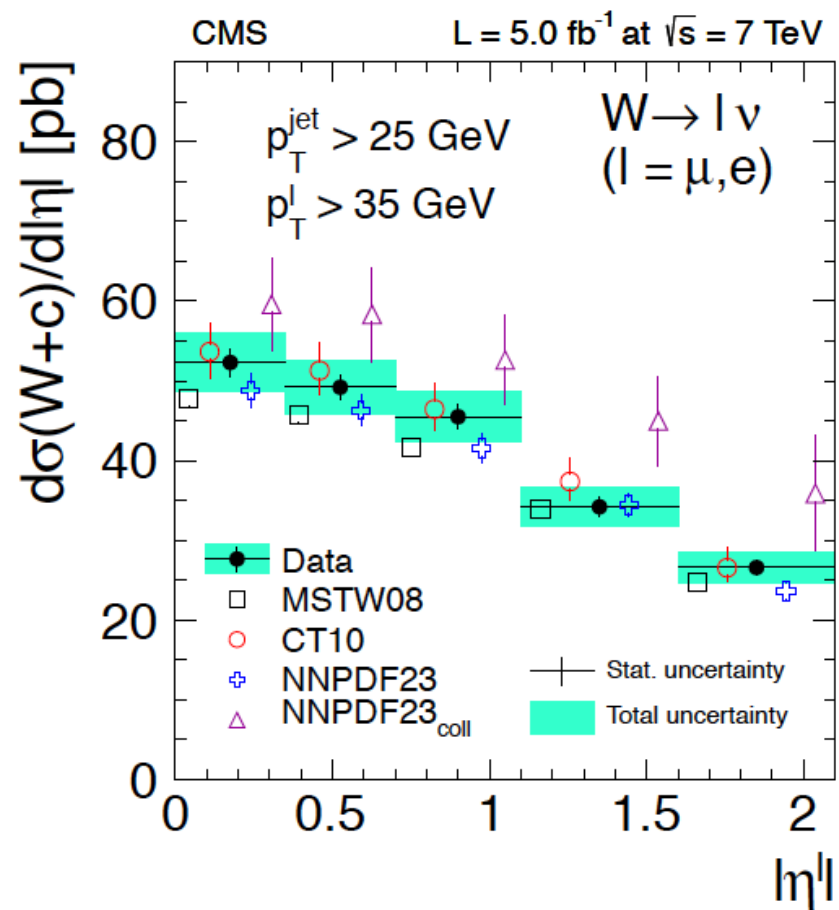 CMS L = 5.0 fb⁻¹ at √s = 7 TeV
dσ(W+c)/d|η| [pb]
80
60
40
20
0
p_T^jet > 25 GeV
p_T^l > 35 GeV
W → l ν
(l = μ,e)
Data
MSTW08
CT10
NNPDF23
NNPDF23_coll
Stat. uncertainty
Total uncertainty
0 0.5 1 1.5 2
|η^l|